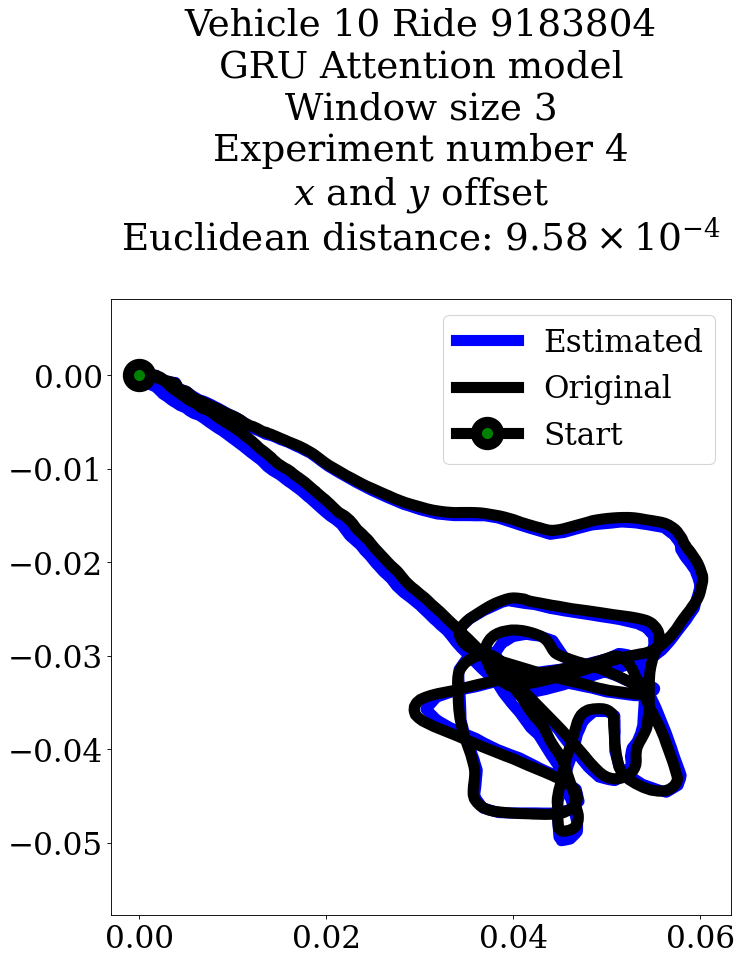 Vehicle 10 Ride 9183804
GRU Attention model
Window size 3
Experiment number 4
x and y offset
Euclidean distance: 9.58 × 10⁻⁴
Estimated
Original
Start
0.00
−0.01
−0.02
−0.03
−0.04
−0.05
0.00 0.02 0.04 0.06